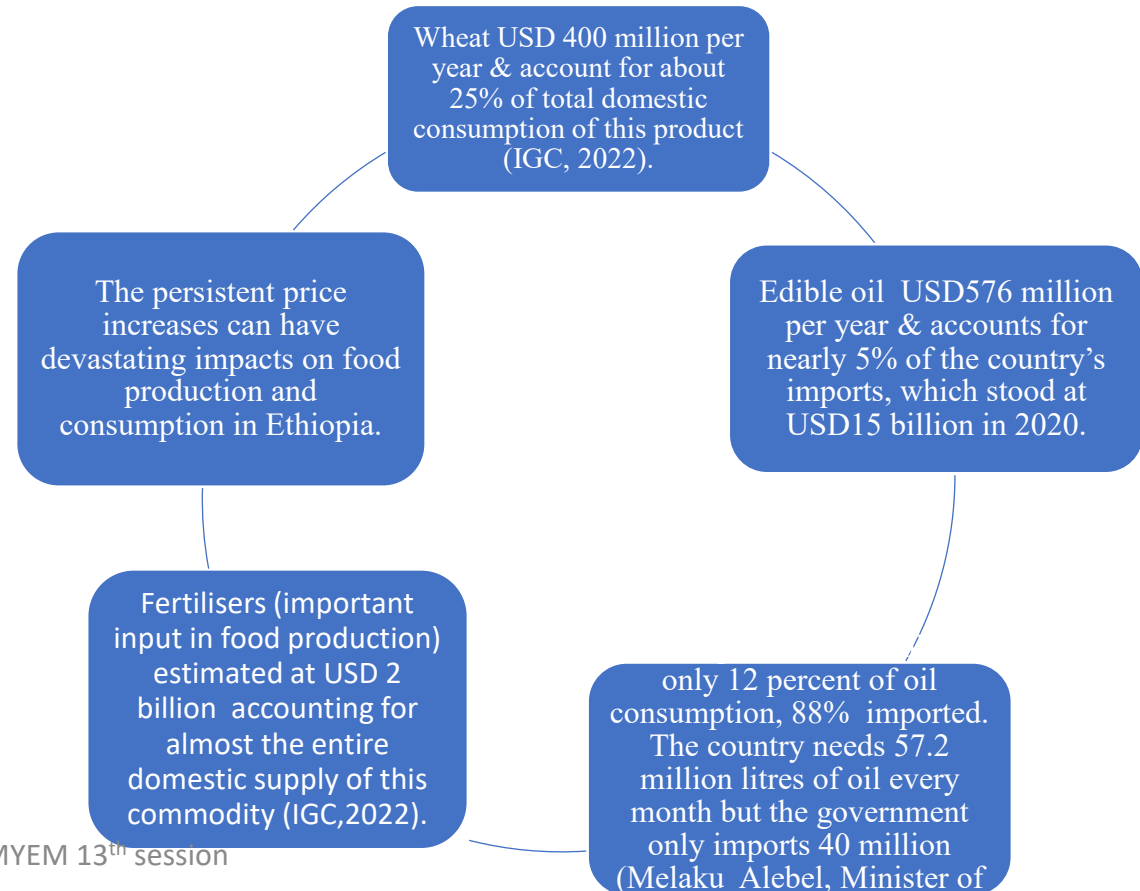 Wheat USD 400 million per
year & account for about
25% of total domestic
consumption of this product
(IGC, 2022).
Edible oil USD576 million
per year & accounts for
nearly 5% of the country’s
imports, which stood at
USD15 billion in 2020.
only 12 percent of oil
consumption, 88% imported.
The country needs 57.2
million litres of oil every
month but the government
only imports 40 million
(Melaku Alebel, Minister of
Fertilisers (important
input in food production)
estimated at USD 2
billion accounting for
almost the entire
domestic supply of this
commodity (IGC,2022).
The persistent price
increases can have
devastating impacts on food
production and
consumption in Ethiopia.
MYEM 13th session